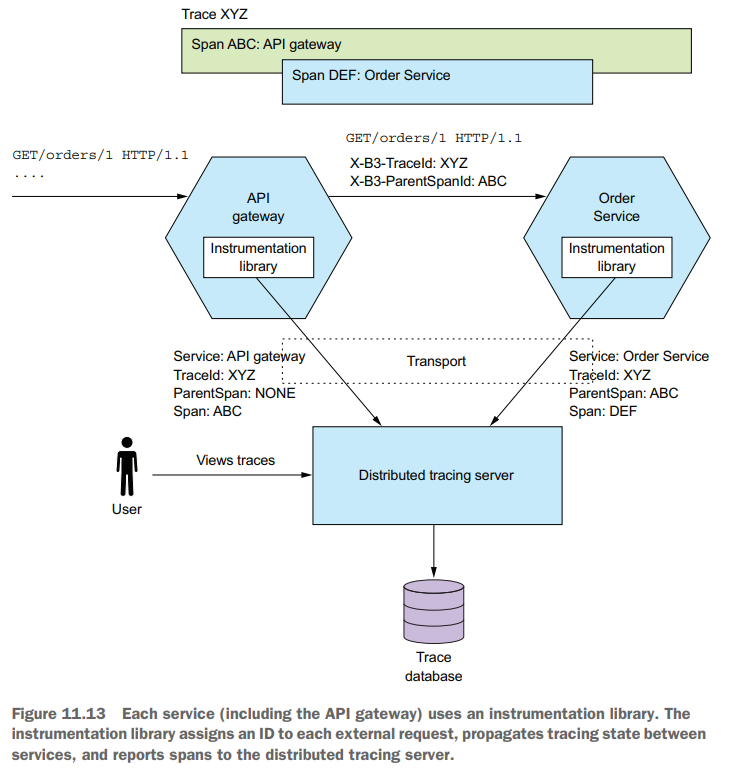 Trace XYZ
Span ABC: API gateway
Span DEF: Order Service
GET/orders/1 HTTP/1.1
....
GET/orders/1 HTTP/1.1
X-B3-TraceId: XYZ
X-B3-ParentSpanId: ABC
API
gateway
Instrumentation
library
Order
Service
Instrumentation
library
Service: API gateway
TraceId: XYZ
ParentSpan: NONE
Span: ABC
Transport
Service: Order Service
TraceId: XYZ
ParentSpan: ABC
Span: DEF
Views traces
User
Distributed tracing server
Trace
database
Figure 11.13 Each service (including the API gateway) uses an instrumentation library. The
instrumentation library assigns an ID to each external request, propagates tracing state between
services, and reports spans to the distributed tracing server.